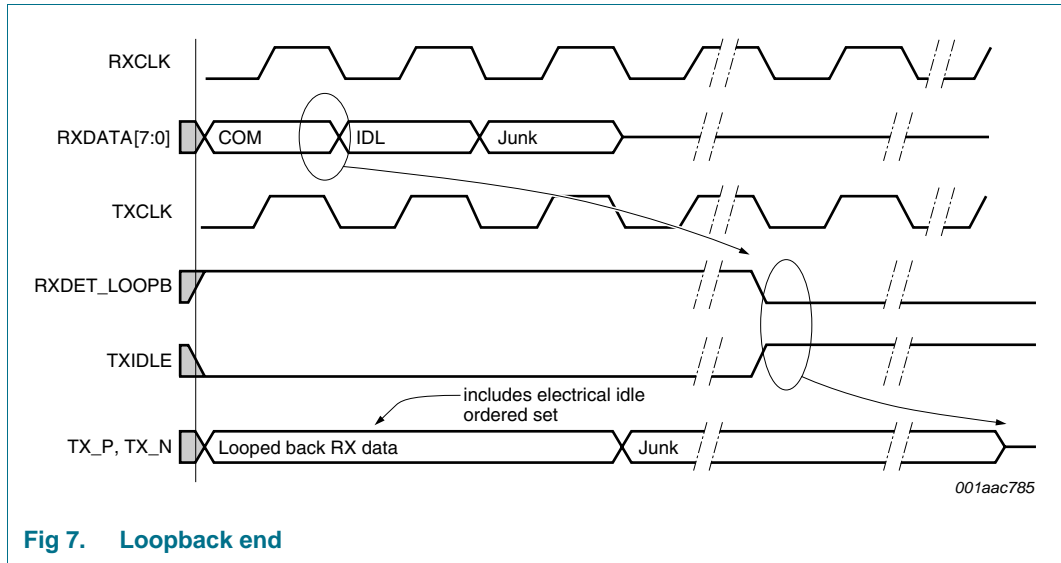 RXCLK
RXDATA[7:0]
COM
IDL
Junk
TXCLK
RXDET_LOOPB
TXIDLE
includes electrical idle
ordered set
TX_P, TX_N
Looped back RX data
Junk
001aac785
Fig 7. Loopback end